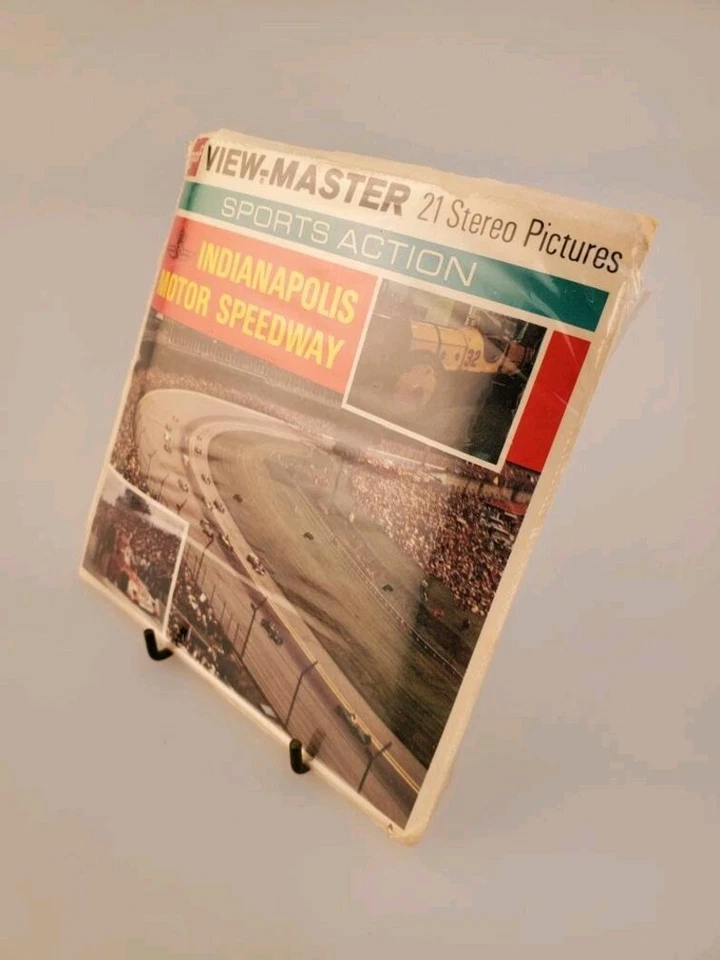 VIEW-MASTER 21 Stereo Pictures
SPORTS ACTION
INDIANAPOLIS
MOTOR SPEEDWAY
32